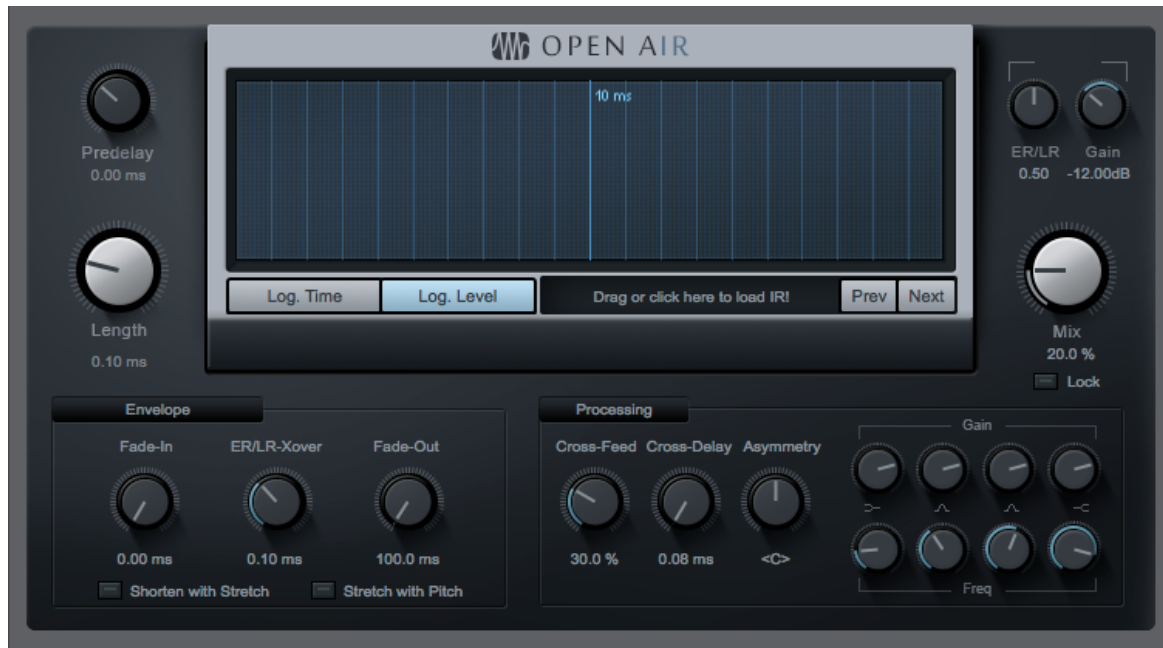 OPEN AIR
10 ms
Predelay
0.00 ms
ER/LR Gain
0.50 -12.00dB
Length
0.10 ms
Log. Time Log. Level Drag or click here to load IR! Prev Next
Mix
20.0 %
Lock
Envelope
Fade-In ER/LR-Xover Fade-Out
0.00 ms 0.10 ms 100.0 ms
Shorten with Stretch Stretch with Pitch
Processing
Cross-Feed Cross-Delay Asymmetry
30.0 % 0.08 ms <C>
Gain
Freq